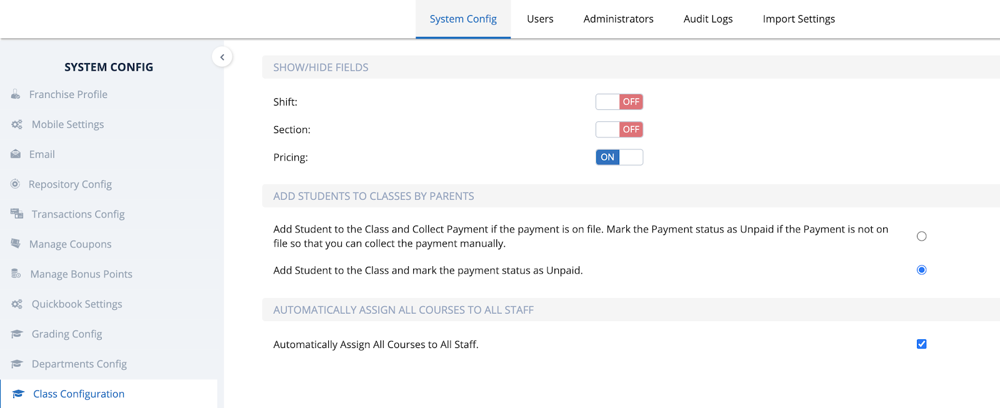 System Config
Users
Administrators
Audit Logs
Import Settings
SYSTEM CONFIG
Franchise Profile
Mobile Settings
Email
Repository Config
Transactions Config
Manage Coupons
Manage Bonus Points
Quickbook Settings
Grading Config
Departments Config
Class Configuration
SHOW/HIDE FIELDS
Shift:
OFF
Section:
OFF
Pricing:
ON
ADD STUDENTS TO CLASSES BY PARENTS
Add Student to the Class and Collect Payment if the payment is on file. Mark the Payment status as Unpaid if the Payment is not on
file so that you can collect the payment manually.
Add Student to the Class and mark the payment status as Unpaid.
AUTOMATICALLY ASSIGN ALL COURSES TO ALL STAFF
Automatically Assign All Courses to All Staff.